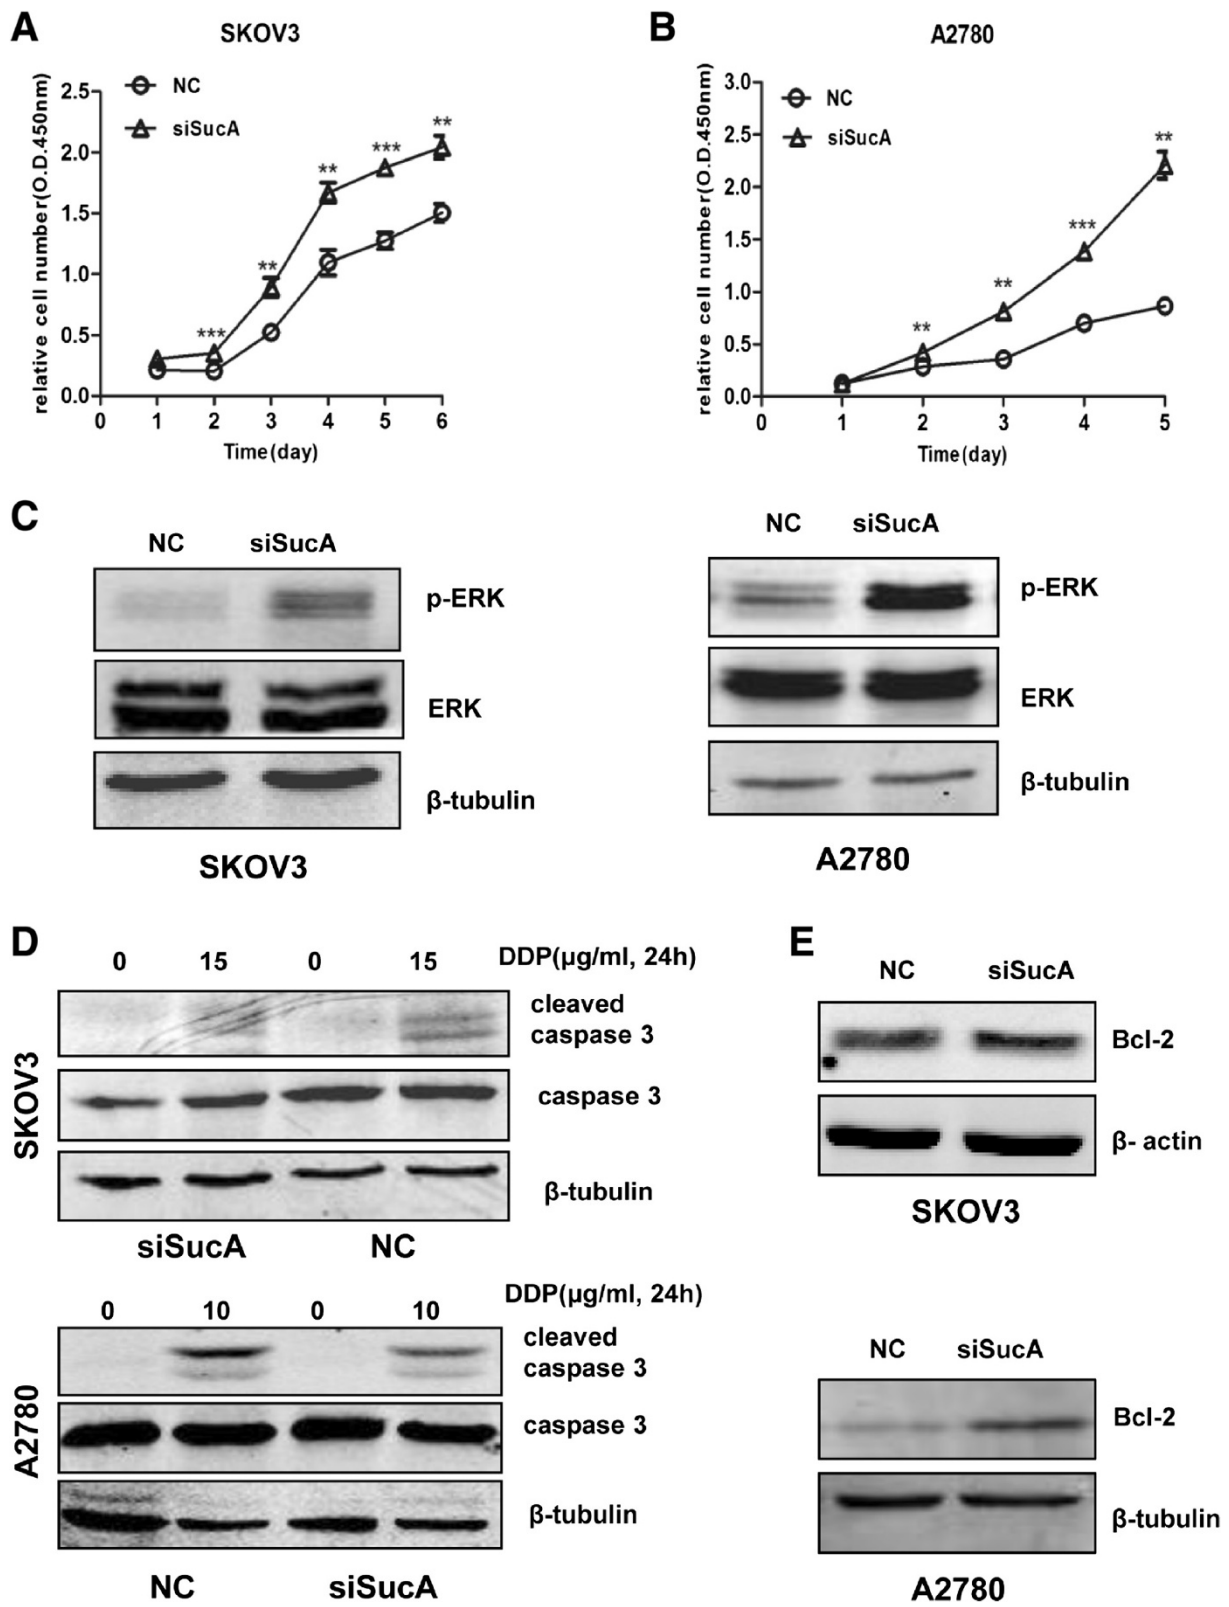 A
SKOV3
relative cell number(O.D.450nm)
NC
siSucA
2.5
2.0
1.5
1.0
0.5
0.0
***
**
**
***
**
0 1 2 3 4 5 6
Time(day)
B
A2780
relative cell number(O.D.450nm)
NC
siSucA
3.0
2.5
2.0
1.5
1.0
0.5
0.0
**
**
***
**
0 1 2 3 4 5
Time(day)
C
NC siSucA
p-ERK
ERK
β-tubulin
SKOV3
NC siSucA
p-ERK
ERK
β-tubulin
A2780
D
0 15 0 15 DDP(μg/ml, 24h)
SKOV3
cleaved
caspase 3
caspase 3
β-tubulin
siSucA NC
0 10 0 10 DDP(μg/ml, 24h)
A2780
cleaved
caspase 3
caspase 3
β-tubulin
NC siSucA
E
NC siSucA
Bcl-2
β- actin
SKOV3
NC siSucA
Bcl-2
β-tubulin
A2780